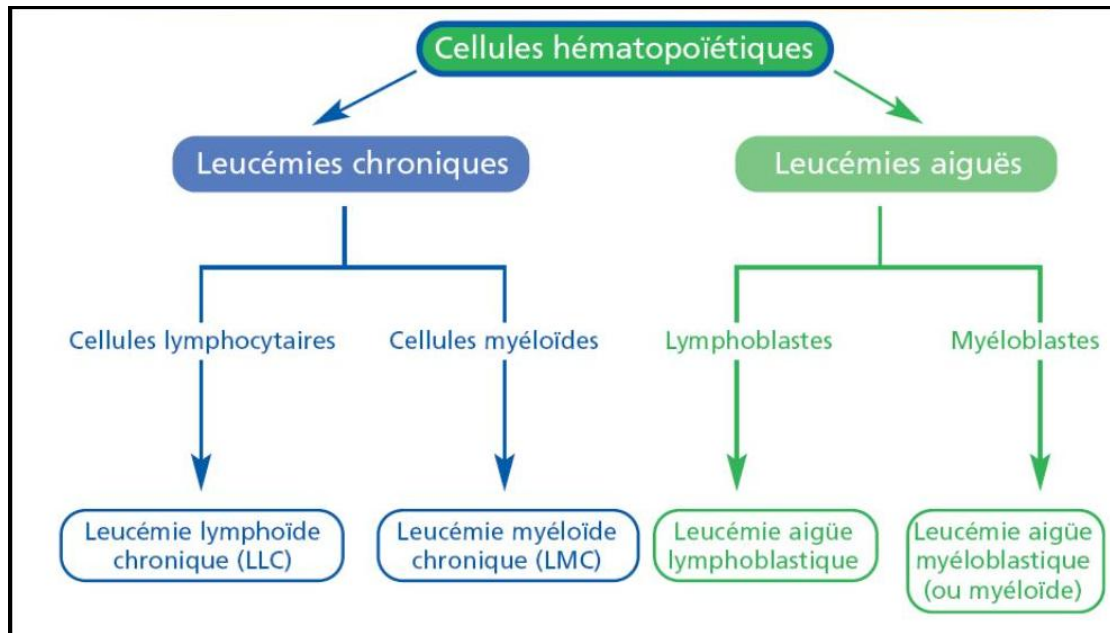 Cellules hématopoïétiques
Leucémies chroniques
Leucémies aiguës
Cellules lymphocytaires
Cellules myéloïdes
Lymphoblastes
Myéloblastes
Leucémie lymphoïde
chronique (LLC)
Leucémie myéloïde
chronique (LMC)
Leucémie aigüe
lymphoblastique
Leucémie aigüe
myéloblastique
(ou myéloïde)